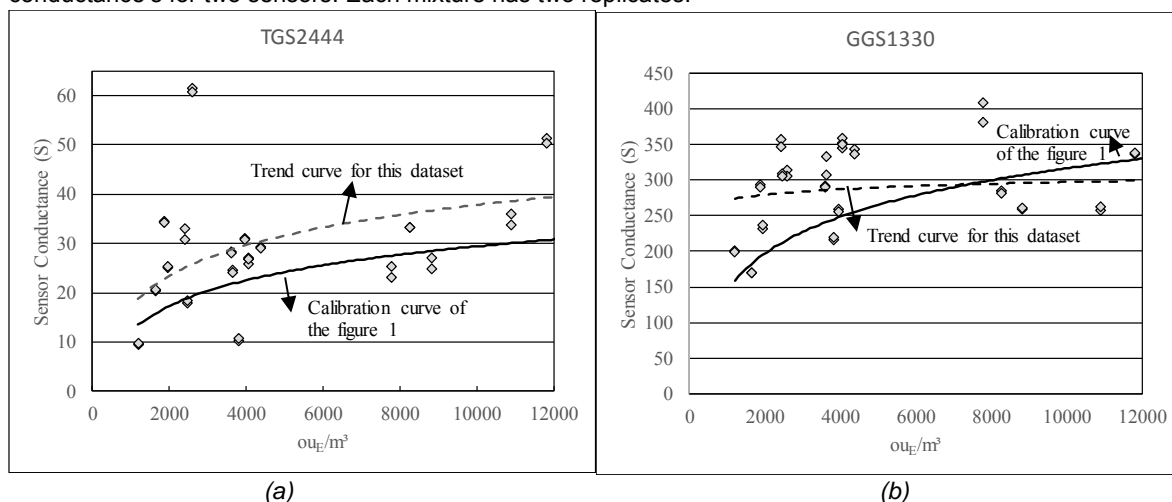 conductance's for two sensors. Each mixture has two replicates.
TGS2444
Sensor Conductance (S)
60
50
40
30
20
10
0
Trend curve for this dataset
Calibration curve of
the figure 1
0 2000 4000 6000 8000 10000 12000
ouE/m³
(a)
GGS1330
Sensor Conductance (S)
450
400
350
300
250
200
150
100
50
0
Calibration curve
of the figure 1
Trend curve for this dataset
0 2000 4000 6000 8000 10000 12000
ouE/m³
(b)